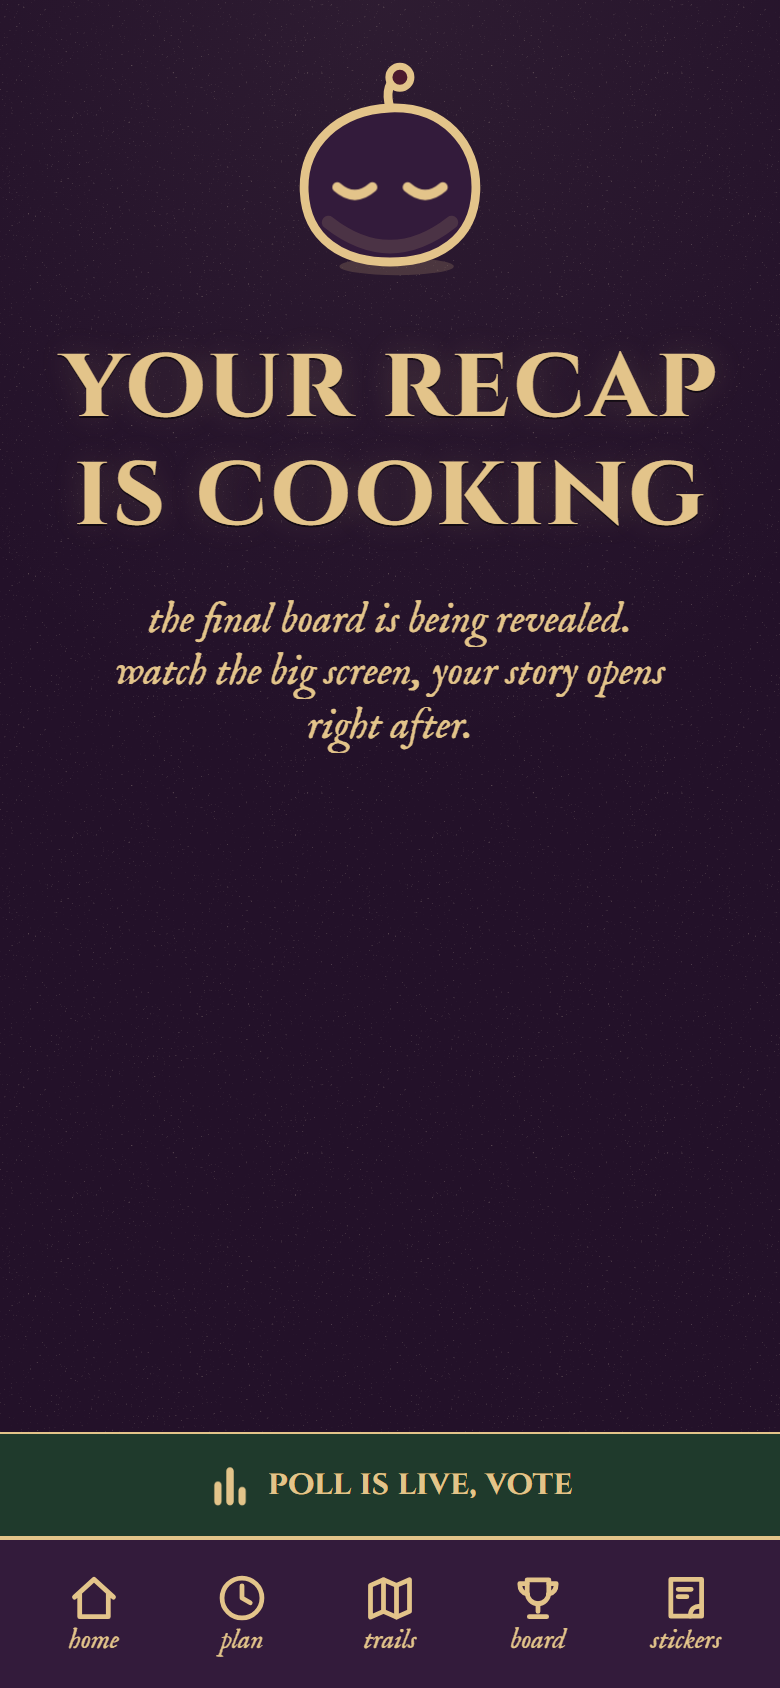 YOUR RECAP
IS COOKING
the final board is being revealed.
watch the big screen, your story opens
right after.
POLL IS LIVE, VOTE
home
plan
trails
board
stickers